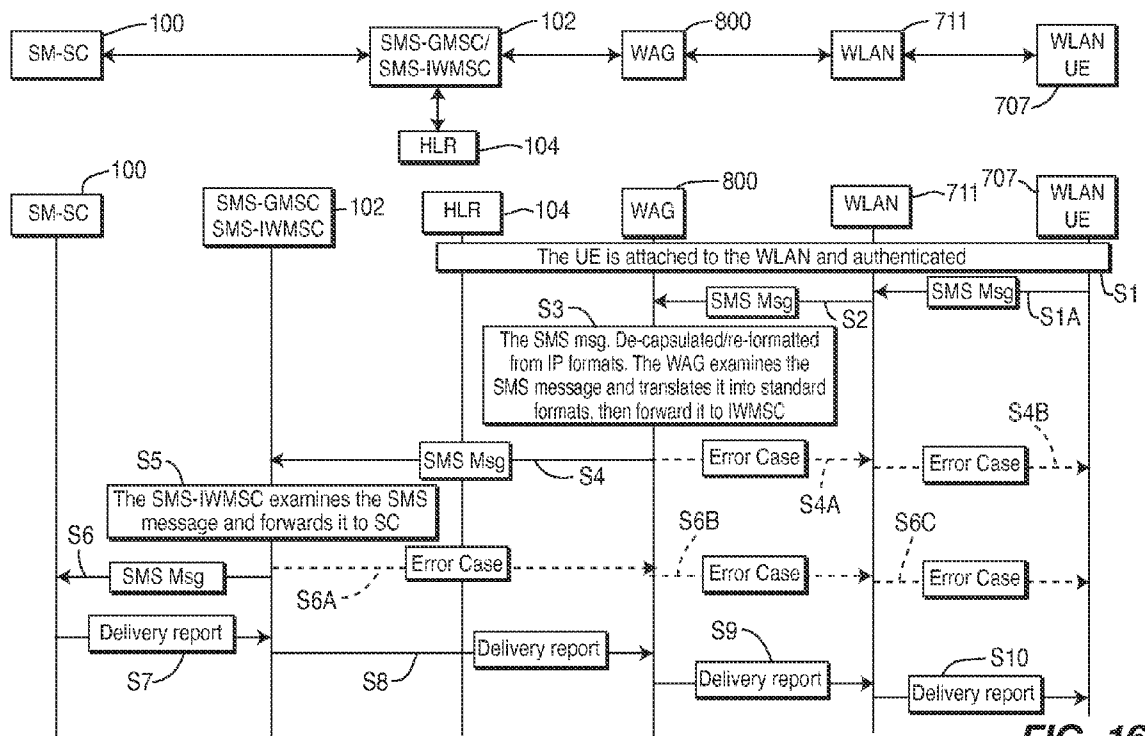 100
102
800
711
SM-SC
SMS-GMSC/
SMS-IWMSC
WAG
WLAN
WLAN
UE
707
HLR
104
100
SM-SC
SMS-GMSC
SMS-IWMSC
102
HLR
104
800
WAG
WLAN
711
707
WLAN
UE
The UE is attached to the WLAN and authenticated
S1
SMS Msg
S1A
SMS Msg
S2
S3
The SMS msg. De-capsulated/re-formatted
from IP formats. The WAG examines the
SMS message and translates it into standard
formats, then forward it to IWMSC
SMS Msg
S4
Error Case
S4A
Error Case
S4B
S5
The SMS-IWMSC examines the SMS
message and forwards it to SC
S6
SMS Msg
Error Case
S6A
S6B
Error Case
S6C
Error Case
Delivery report
S7
Delivery report
S8
S9
Delivery report
S10
Delivery report